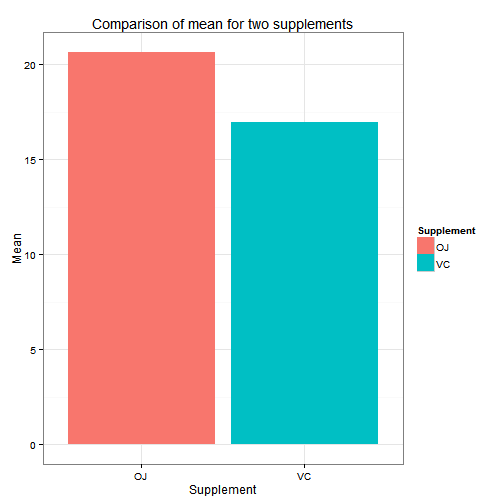 Comparison of mean for two supplements
20
15
10
5
0
Mean
OJ
VC
Supplement
Supplement
OJ
VC